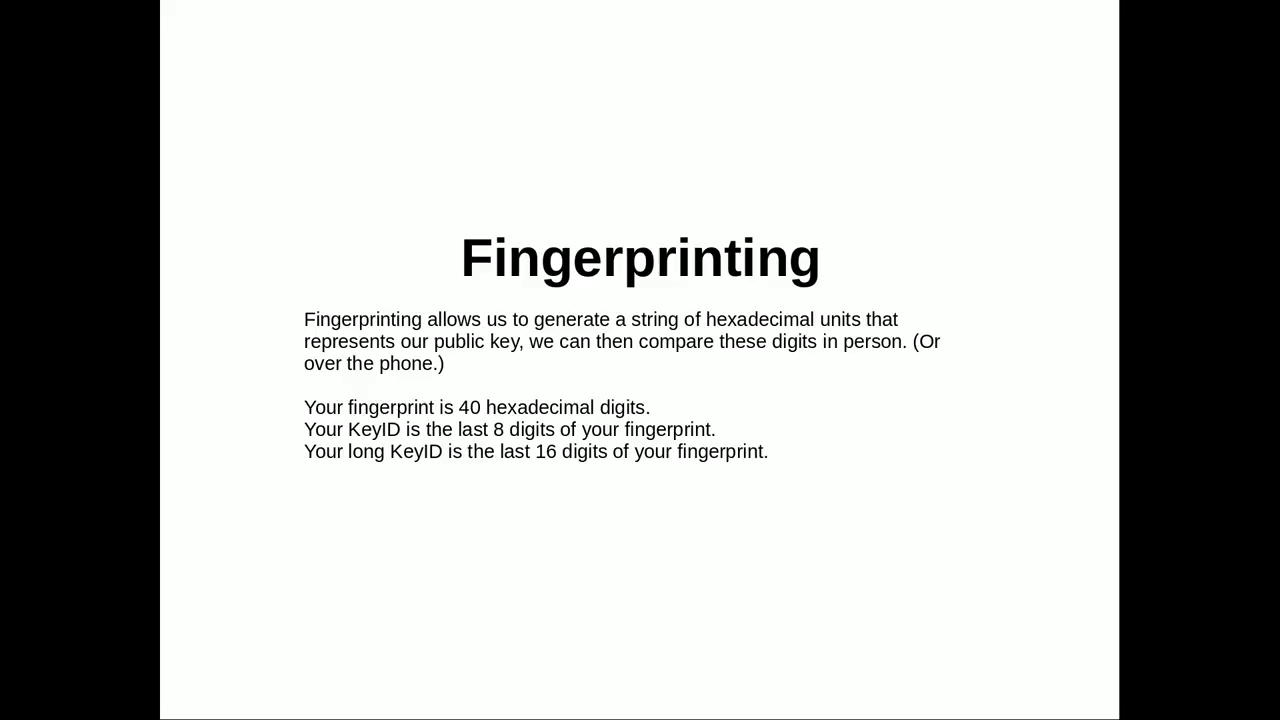 Fingerprinting
Fingerprinting allows us to generate a string of hexadecimal units that
represents our public key, we can then compare these digits in person. (Or
over the phone.)
Your fingerprint is 40 hexadecimal digits.
Your KeyID is the last 8 digits of your fingerprint.
Your long KeyID is the last 16 digits of your fingerprint.